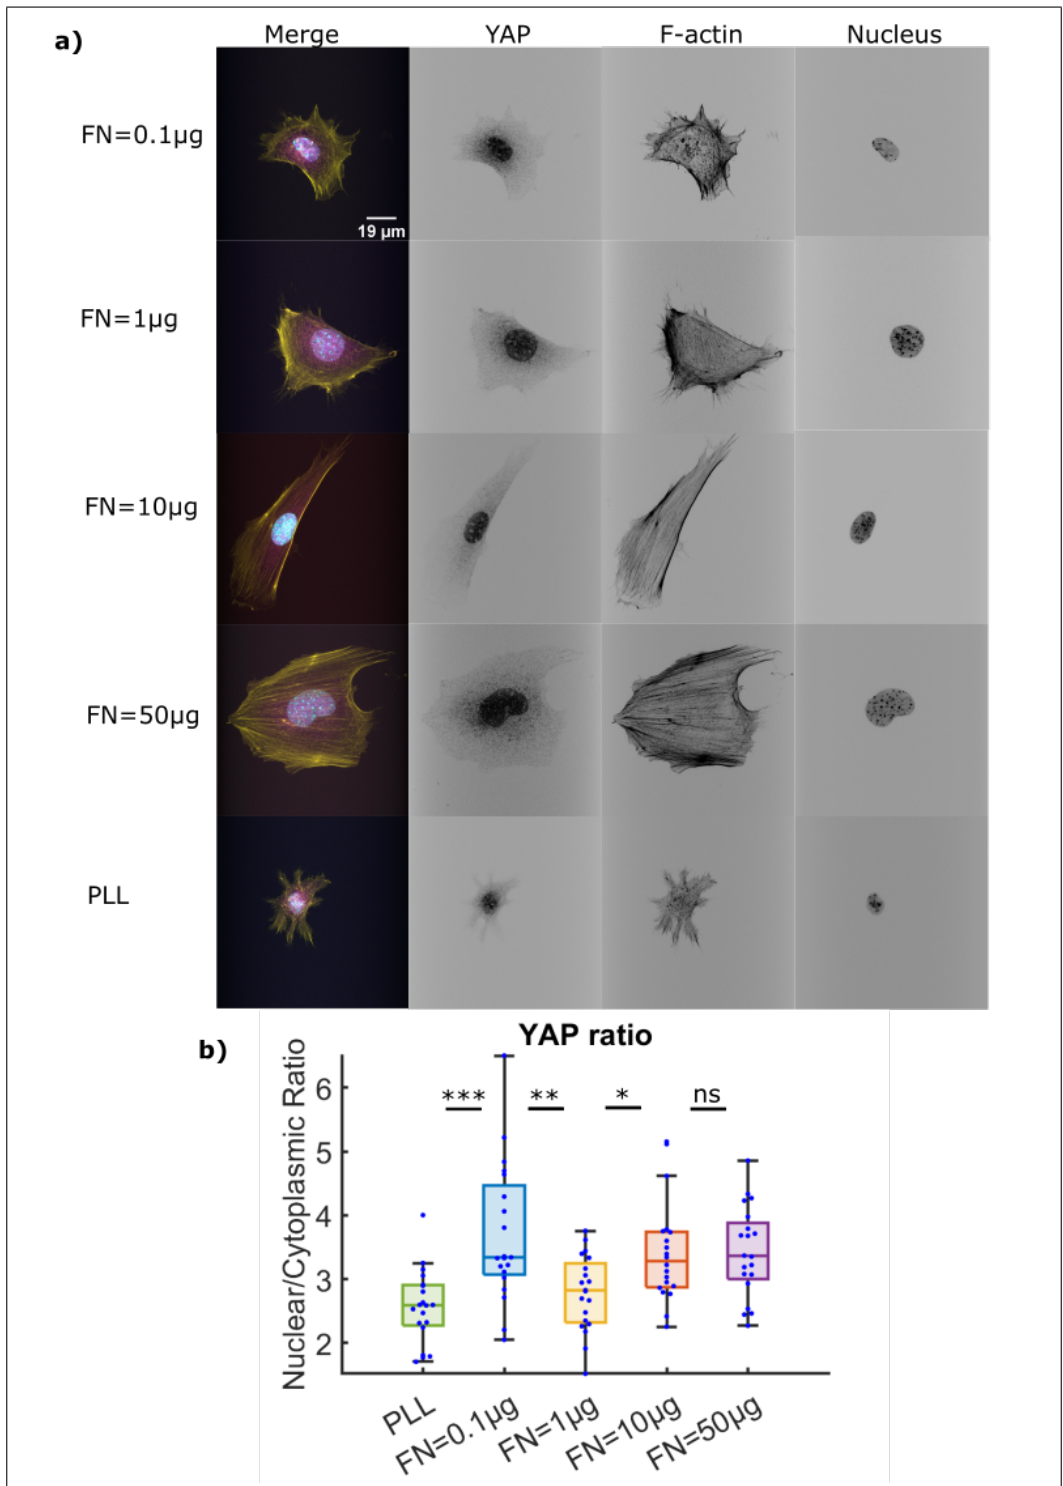 a)
Merge YAP F-actin Nucleus
FN=0.1µg
19 µm
FN=1µg
FN=10µg
FN=50µg
PLL
b)
YAP ratio
Nuclear/Cytoplasmic Ratio
*** ** * ns
6
5
4
3
2
PLL FN=0.1µg FN=1µg FN=10µg FN=50µg